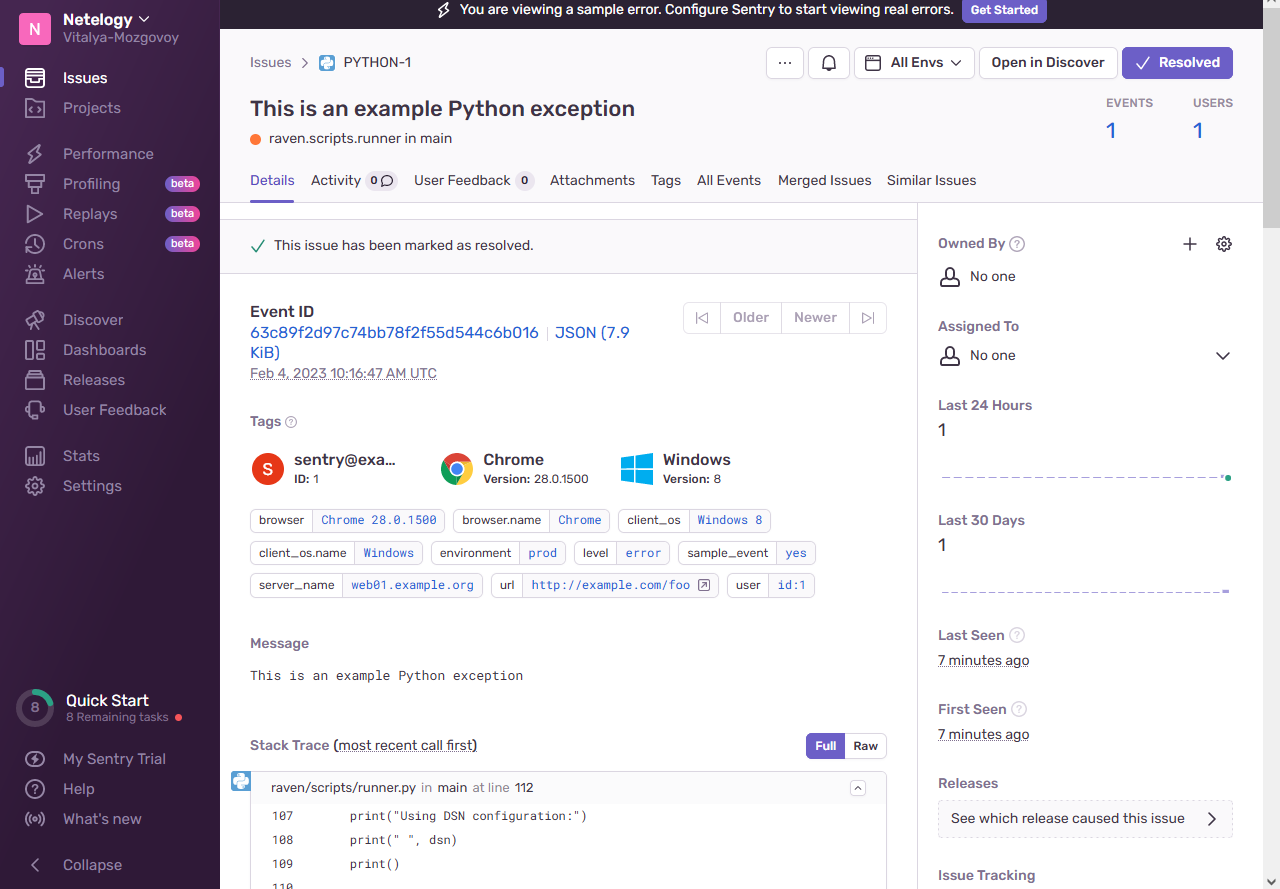 You are viewing a sample error. Configure Sentry to start viewing real errors. Get Started
N
Netelogy
Vitalya-Mozgovoy
Issues
Projects
Performance
Profiling beta
Replays beta
Crons beta
Alerts
Discover
Dashboards
Releases
User Feedback
Stats
Settings
8
Quick Start
8 Remaining tasks
My Sentry Trial
Help
What's new
Collapse
Issues PYTHON-1
... All Envs Open in Discover Resolved
This is an example Python exception
raven.scripts.runner in main
EVENTS USERS
1 1
Details Activity 0 User Feedback 0 Attachments Tags All Events Merged Issues Similar Issues
This issue has been marked as resolved.
Event ID
63c89f2d97c74bb78f2f55d544c6b016 JSON (7.9
KiB)
Feb 4, 2023 10:16:47 AM UTC
Older Newer
Tags ?
S sentry@exa... Chrome Windows
ID: 1 Version: 28.0.1500 Version: 8
browser Chrome 28.0.1500 browser.name Chrome client_os Windows 8
client_os.name Windows environment prod level error sample_event yes
server_name web01.example.org url http://example.com/foo user id:1
Message
This is an example Python exception
Stack Trace (most recent call first) Full Raw
raven/scripts/runner.py in main at line 112
107 print("Using DSN configuration:")
108 print(" ", dsn)
109 print()
110
Owned By ?
No one
Assigned To
No one
Last 24 Hours
1
Last 30 Days
1
Last Seen ?
7 minutes ago
First Seen ?
7 minutes ago
Releases
See which release caused this issue
Issue Tracking